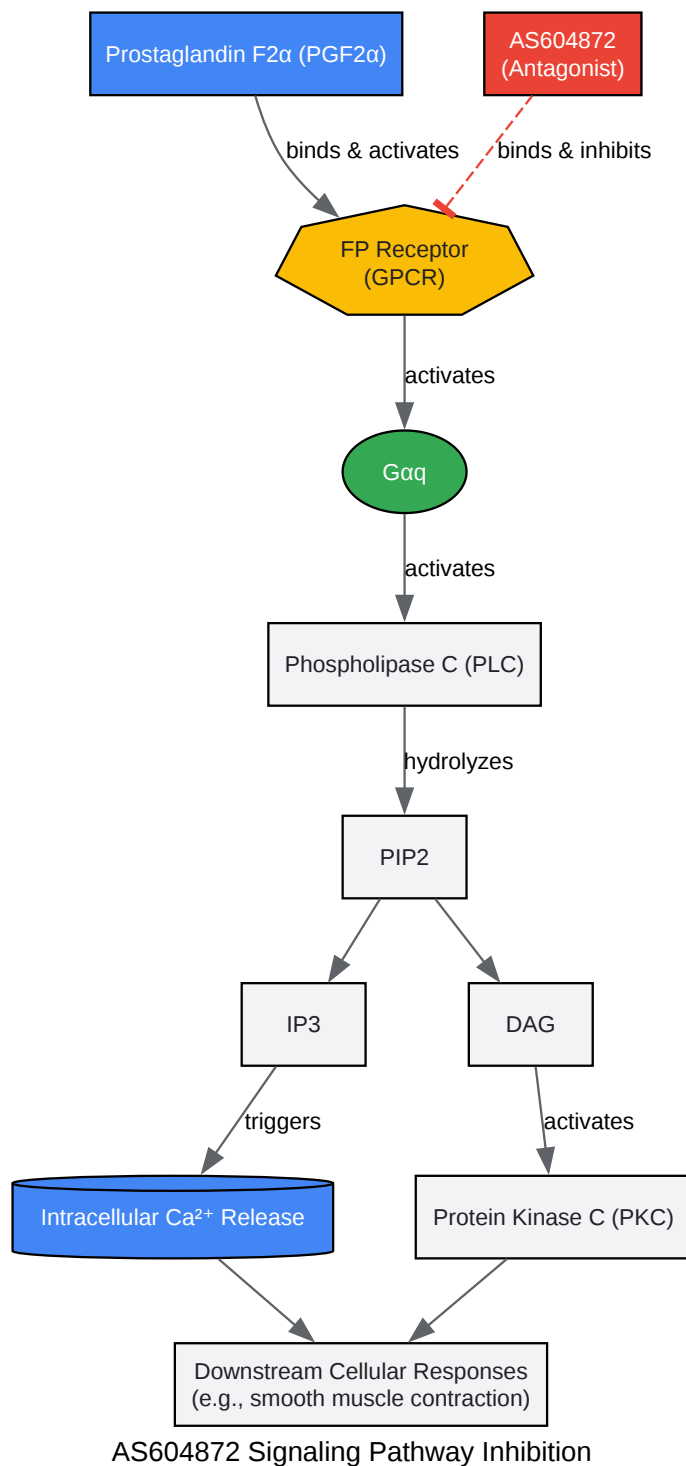 Prostaglandin F2α (PGF2α)
AS604872
(Antagonist)
binds & activates
binds & inhibits
FP Receptor
(GPCR)
activates
Gαq
activates
Phospholipase C (PLC)
hydrolyzes
PIP2
IP3
DAG
triggers
activates
Intracellular Ca²⁺ Release
Protein Kinase C (PKC)
Downstream Cellular Responses
(e.g., smooth muscle contraction)
AS604872 Signaling Pathway Inhibition